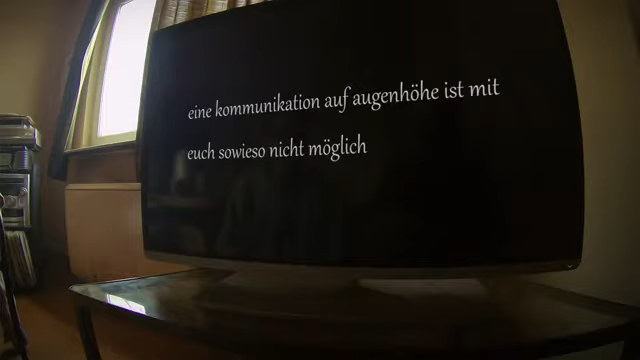 eine kommunikation auf augenhöhe ist mit
euch sowieso nicht möglich